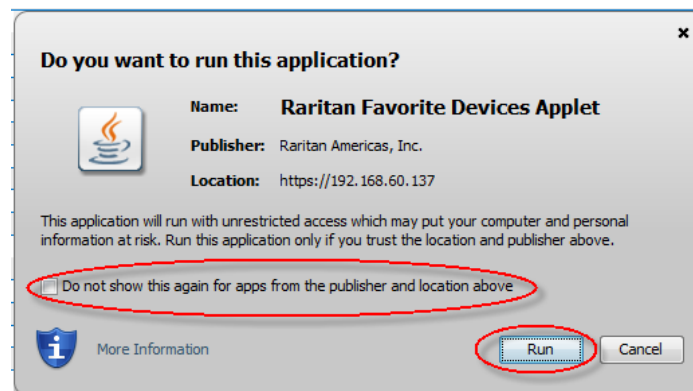 Do you want to run this application?
Name: Raritan Favorite Devices Applet
Publisher: Raritan Americas, Inc.
Location: https://192.168.60.137
This application will run with unrestricted access which may put your computer and personal
information at risk. Run this application only if you trust the location and publisher above.
Do not show this again for apps from the publisher and location above
More Information
Run Cancel